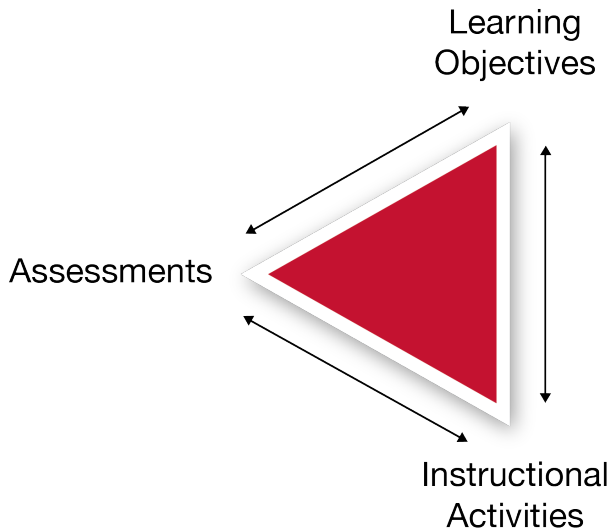 Learning
Objectives
Assessments
Instructional
Activities